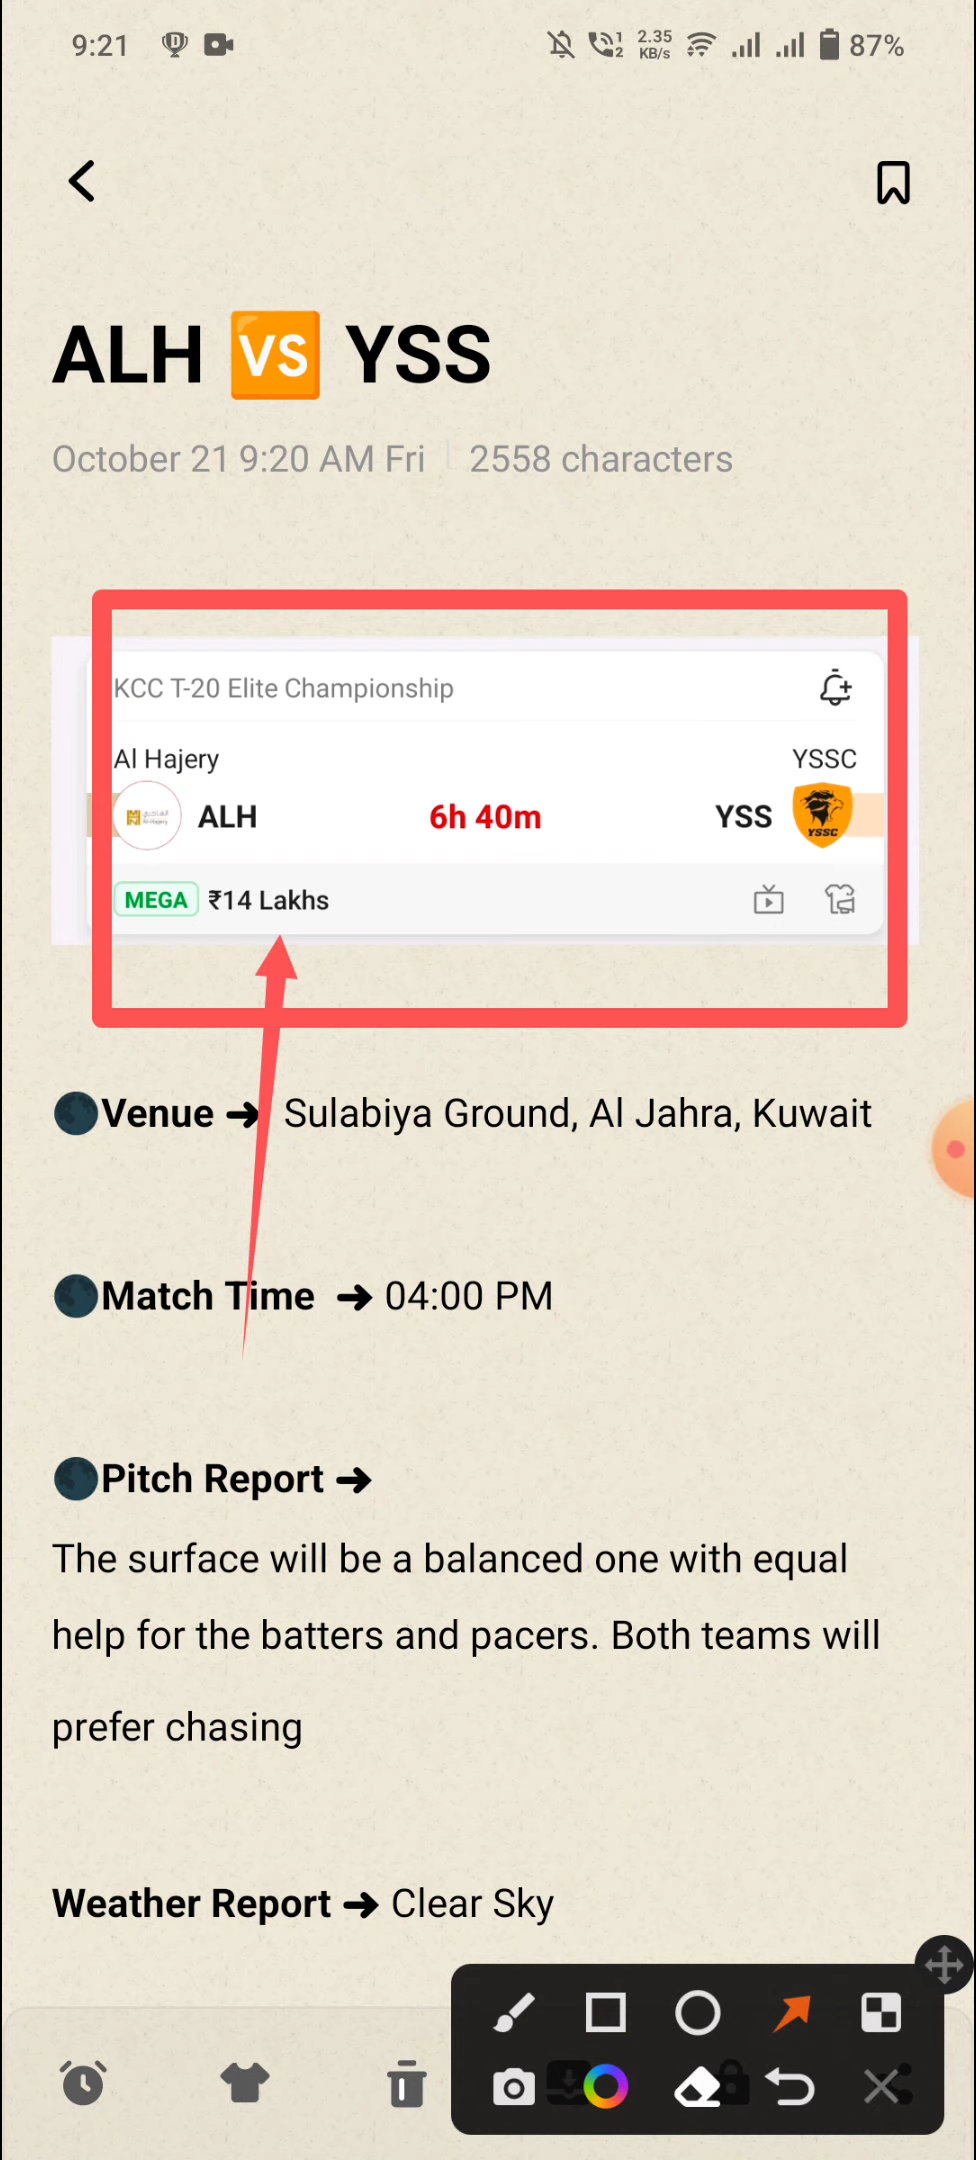 9:21
2.35 KB/s
1
2
87%
ALH 🆚 YSS
October 21 9:20 AM Fri | 2558 characters
KCC T-20 Elite Championship
Al Hajery YSSC
ALH 6h 40m YSS
YSSC
MEGA ₹14 Lakhs
🌑Venue ➜ Sulabiya Ground, Al Jahra, Kuwait
🌑Match Time ➜ 04:00 PM
🌑Pitch Report ➜
The surface will be a balanced one with equal
help for the batters and pacers. Both teams will
prefer chasing
Weather Report ➜ Clear Sky